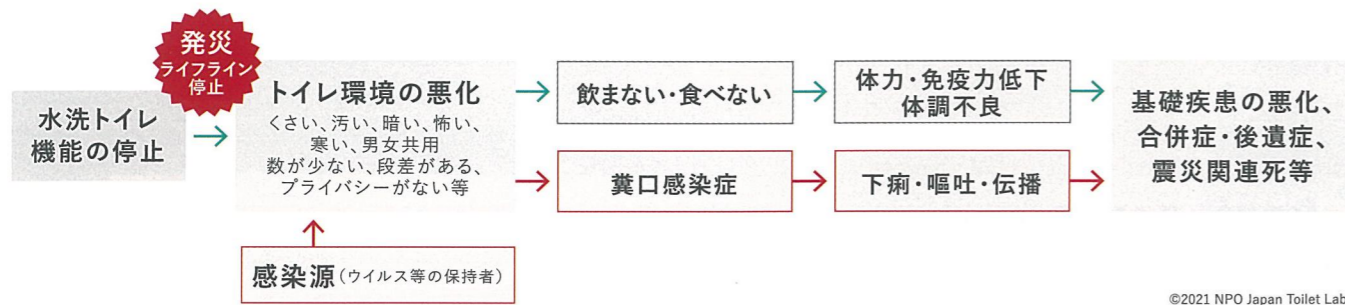 発災
ライフライン
停止
水洗トイレ
機能の停止
トイレ環境の悪化
くさい、汚い、暗い、怖い、
寒い、男女共用
数が少ない、段差がある、
プライバシーがない等
飲まない・食べない
体力・免疫力低下
体調不良
基礎疾患の悪化、
合併症・後遺症、
震災関連死等
糞口感染症
下痢・嘔吐・伝播
感染源（ウイルス等の保持者）
©2021 NPO Japan Toilet Lab